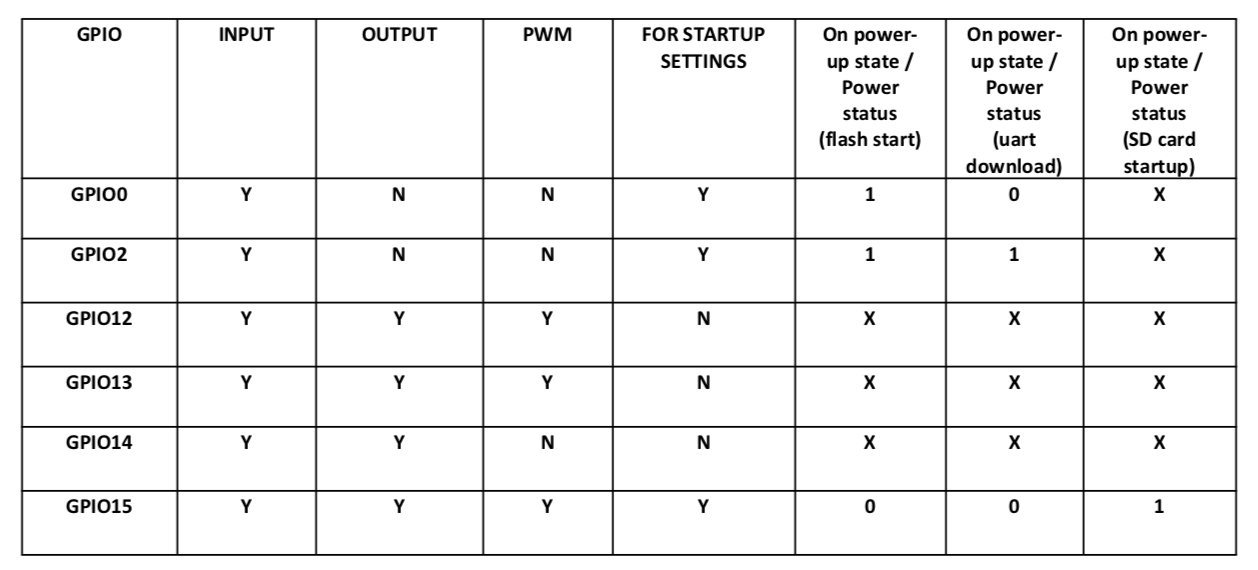 GPIO INPUT OUTPUT PWM FOR STARTUP SETTINGS On power-up state / Power status (flash start) On power-up state / Power status (uart download) On power-up state / Power status (SD card startup)
GPIO0 Y N N Y 1 0 X
GPIO2 Y N N Y 1 1 X
GPIO12 Y Y Y N X X X
GPIO13 Y Y Y N X X X
GPIO14 Y Y N N X X X
GPIO15 Y Y Y Y 0 0 1